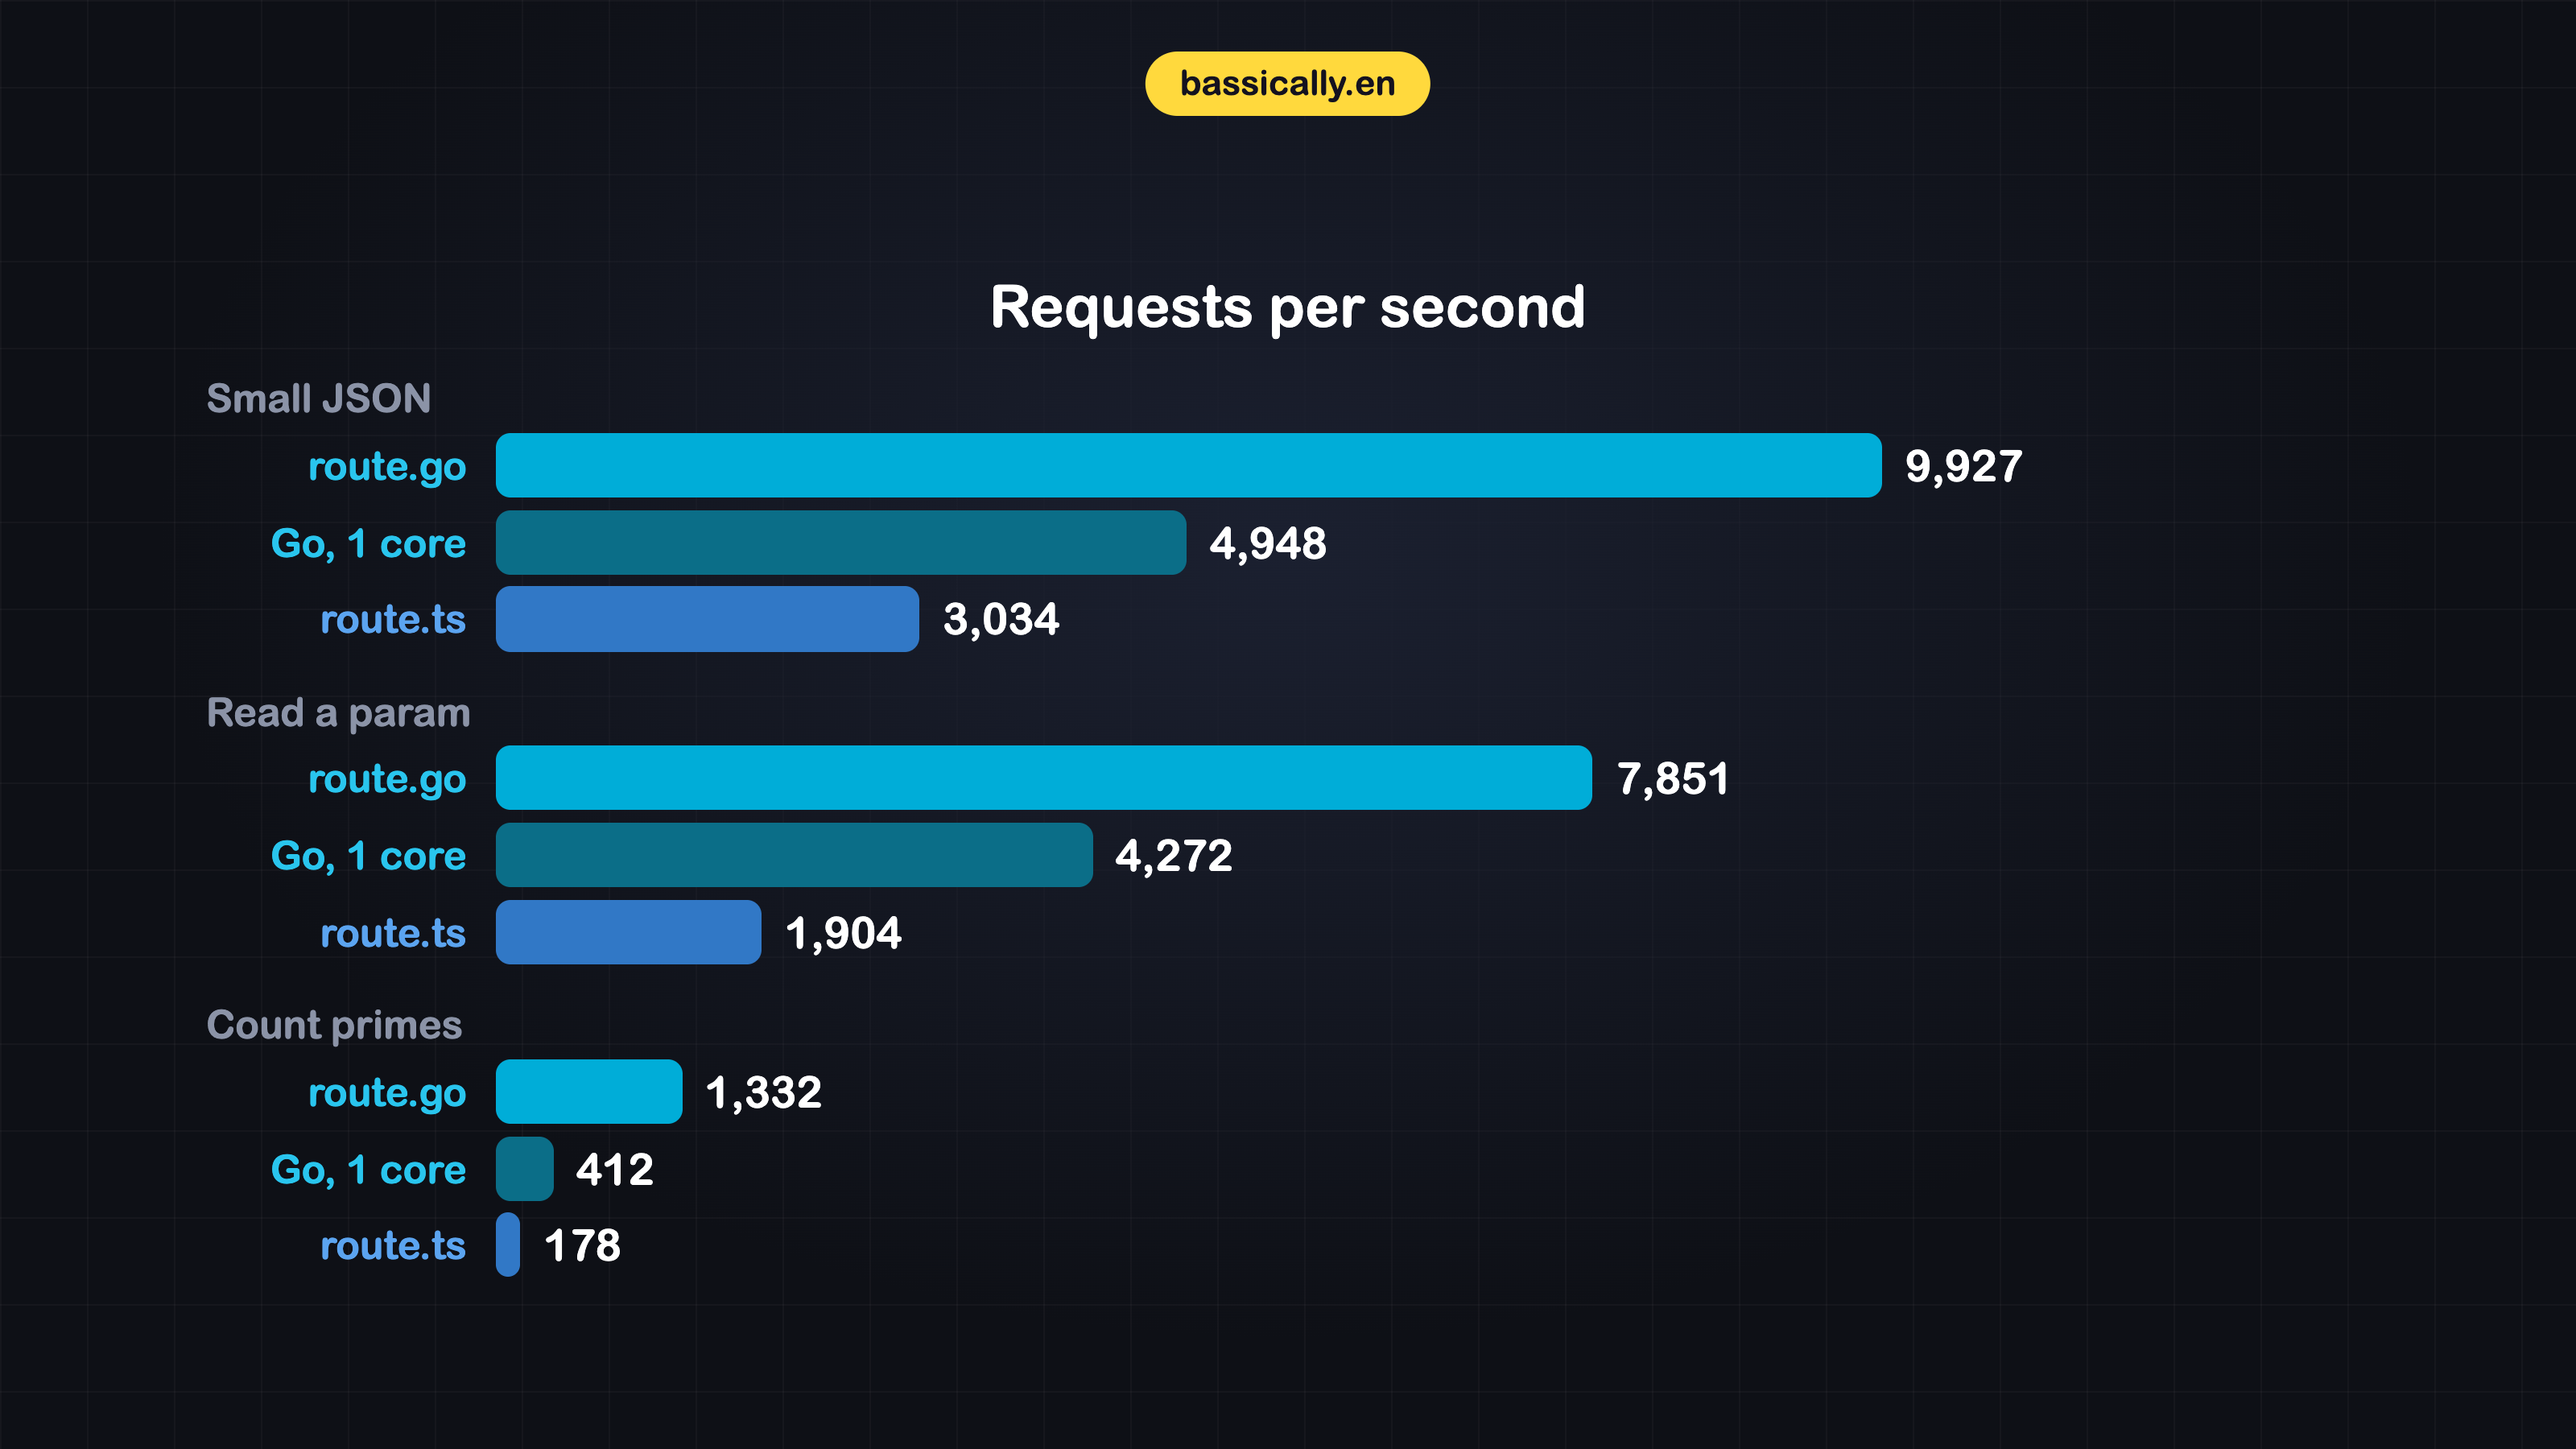 bassically.en
Requests per second
Small JSON
route.go 9,927
Go, 1 core 4,948
route.ts 3,034
Read a param
route.go 7,851
Go, 1 core 4,272
route.ts 1,904
Count primes
route.go 1,332
Go, 1 core 412
route.ts 178